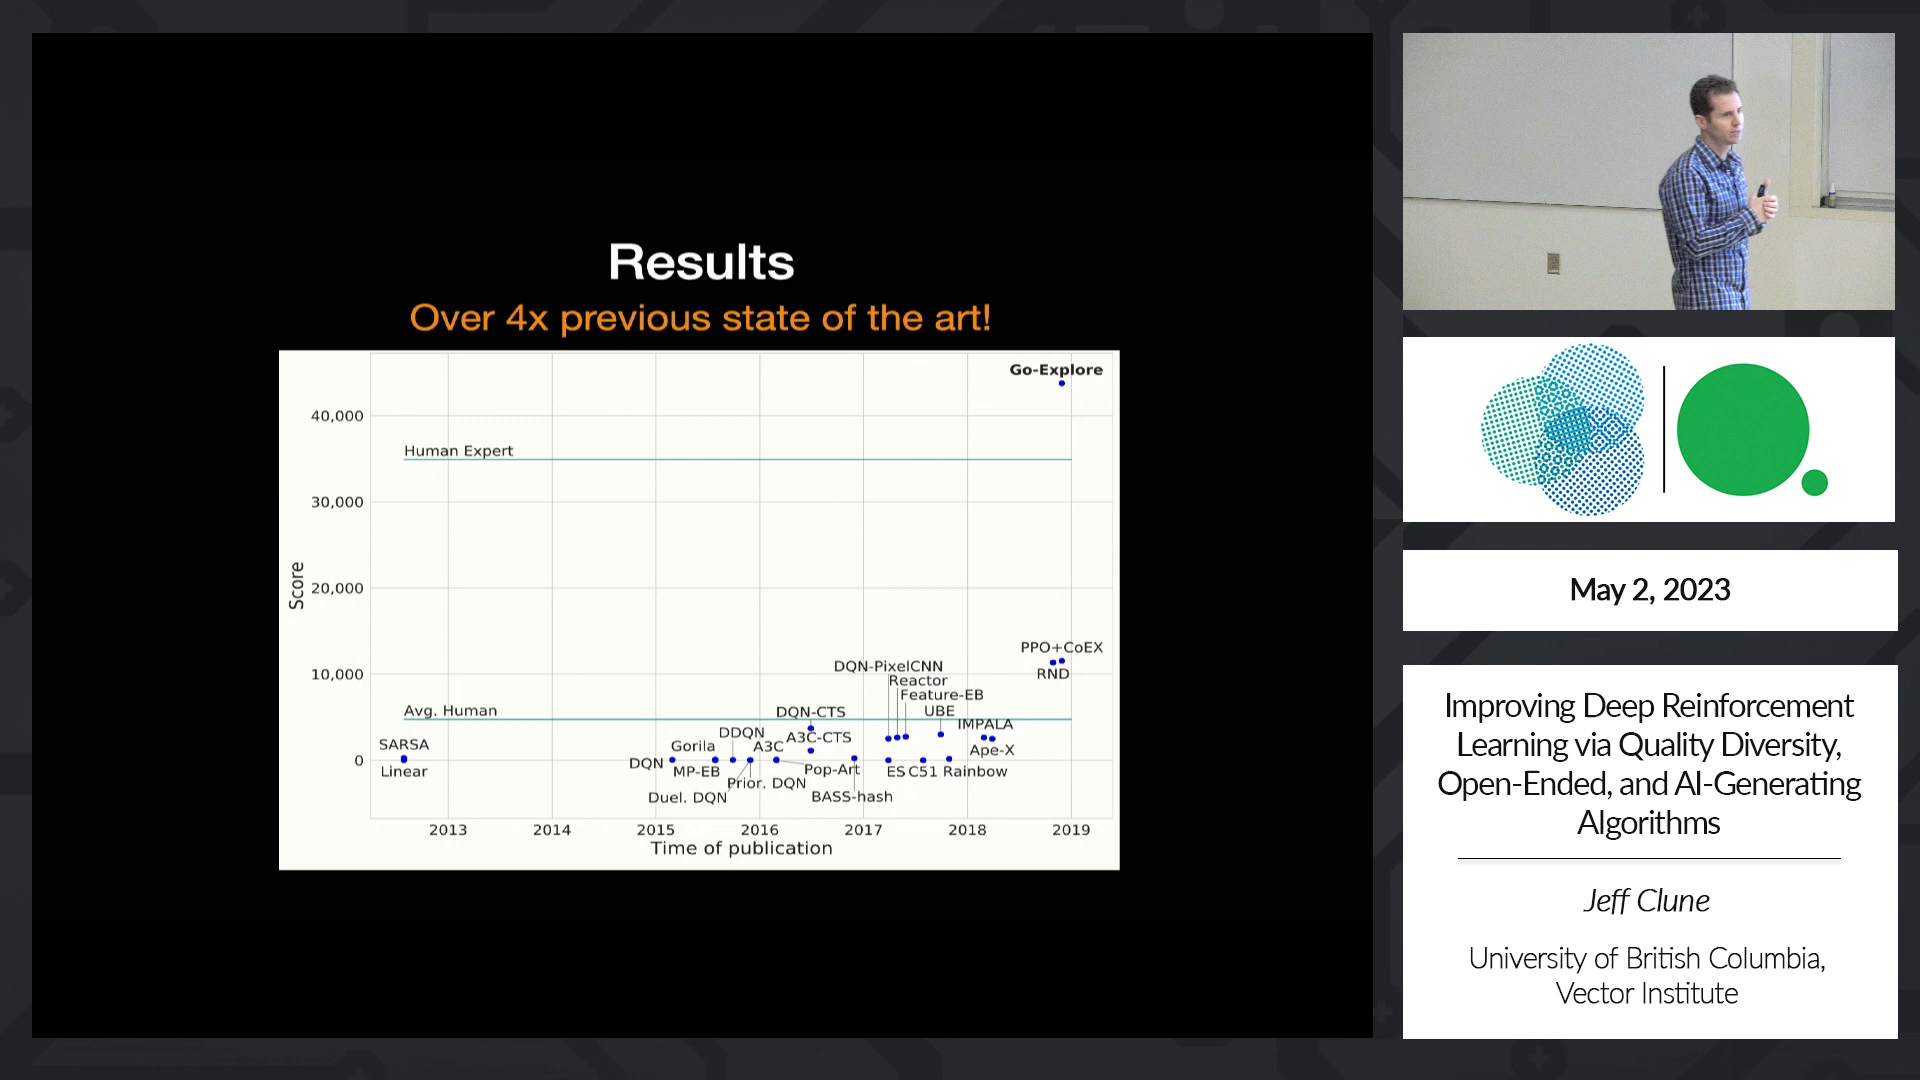 Results
Over 4x previous state of the art!
Go-Explore
40,000
Human Expert
30,000
20,000
Score
PPO+CoEX
DQN-PixelCNN
10,000
RND
Reactor
Feature-EB
Avg. Human
DQN-CTS
UBE
IMPALA
SARSA
DDQN
A3C-CTS
Gorila
A3C
Ape-X
0
DQN
Linear
MP-EB
Pop-Art
ES
C51
Rainbow
Prior. DQN
Duel. DQN
BASS-hash
2013 2014 2015 2016 2017 2018 2019
Time of publication
May 2, 2023
Improving Deep Reinforcement
Learning via Quality Diversity,
Open-Ended, and AI-Generating
Algorithms
Jeff Clune
University of British Columbia,
Vector Institute